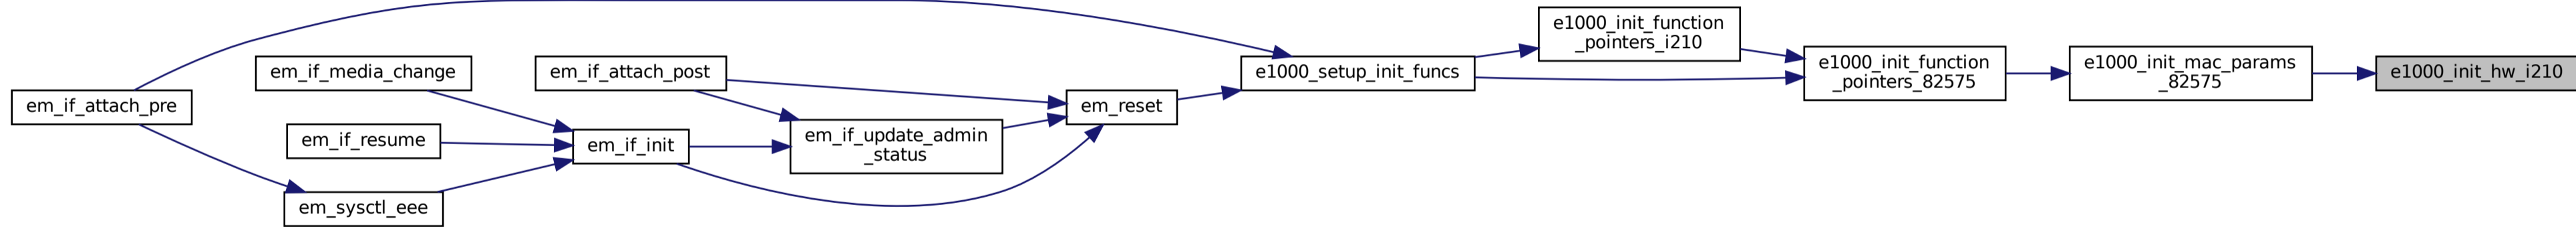 em_if_attach_pre
em_if_media_change
em_if_resume
em_sysctl_eee
em_if_attach_post
em_if_init
em_if_update_admin
_status
em_reset
e1000_setup_init_funcs
e1000_init_function
_pointers_i210
e1000_init_function
_pointers_82575
e1000_init_mac_params
_82575
e1000_init_hw_i210